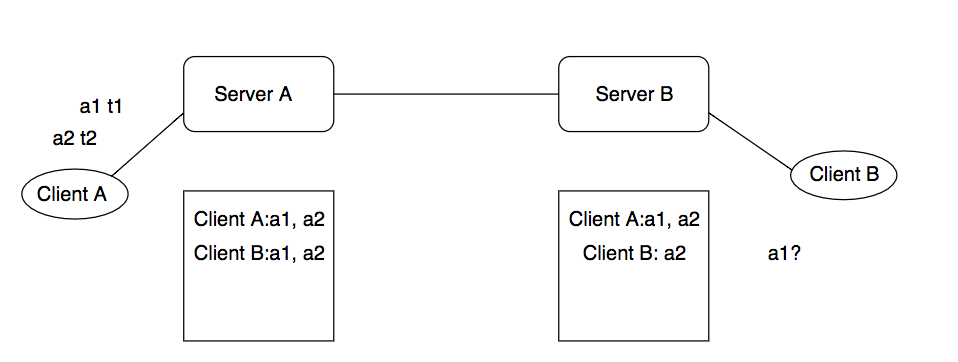 Server A
Server B
a1 t1
a2 t2
Client A
Client B
Client A:a1, a2
Client B:a1, a2
Client A:a1, a2
Client B: a2
a1?